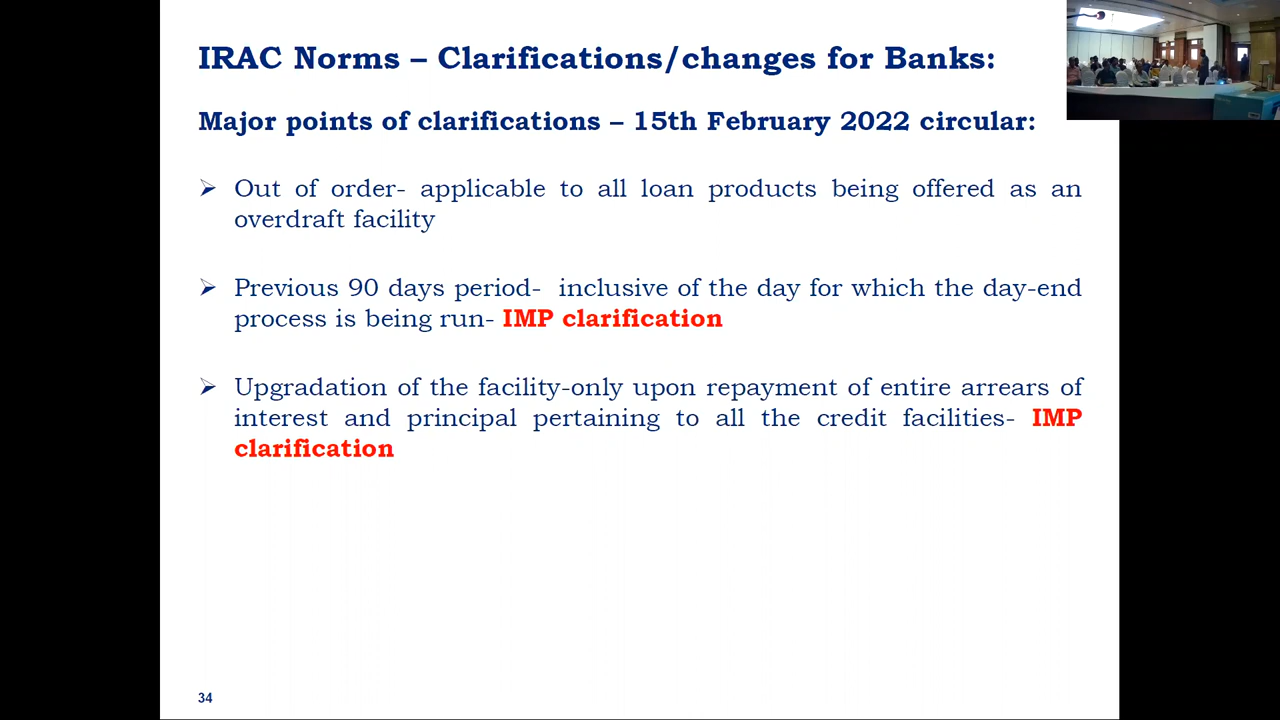 IRAC Norms – Clarifications/changes for Banks:
Major points of clarifications – 15th February 2022 circular:
➢ Out of order- applicable to all loan products being offered as an
overdraft facility
➢ Previous 90 days period- inclusive of the day for which the day-end
process is being run- IMP clarification
➢ Upgradation of the facility-only upon repayment of entire arrears of
interest and principal pertaining to all the credit facilities- IMP
clarification
34